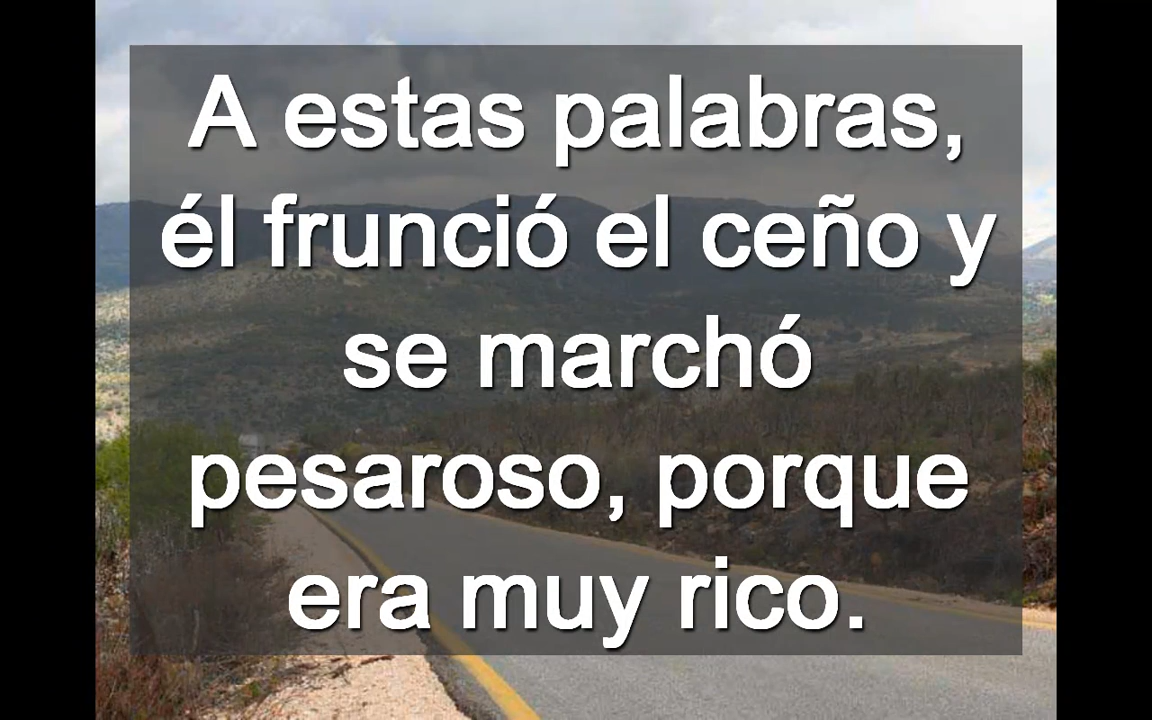 A estas palabras,
él frunció el ceño y
se marchó
pesaroso, porque
era muy rico.